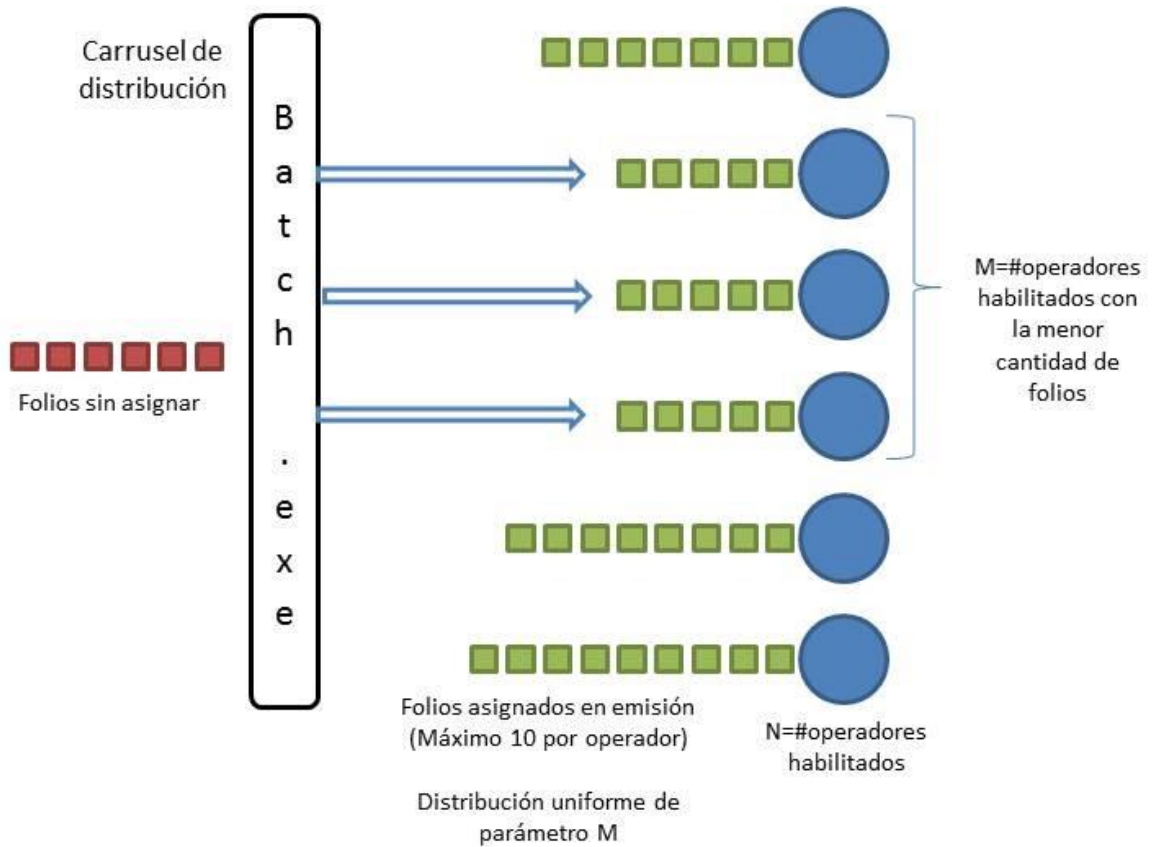 Carrusel de
distribución
B
a
t
c
h
.
e
x
e
Folios sin asignar
M=#operadores
habilitados con
la menor
cantidad de
folios
Folios asignados en emisión
(Máximo 10 por operador)
N=#operadores
habilitados
Distribución uniforme de
parámetro M